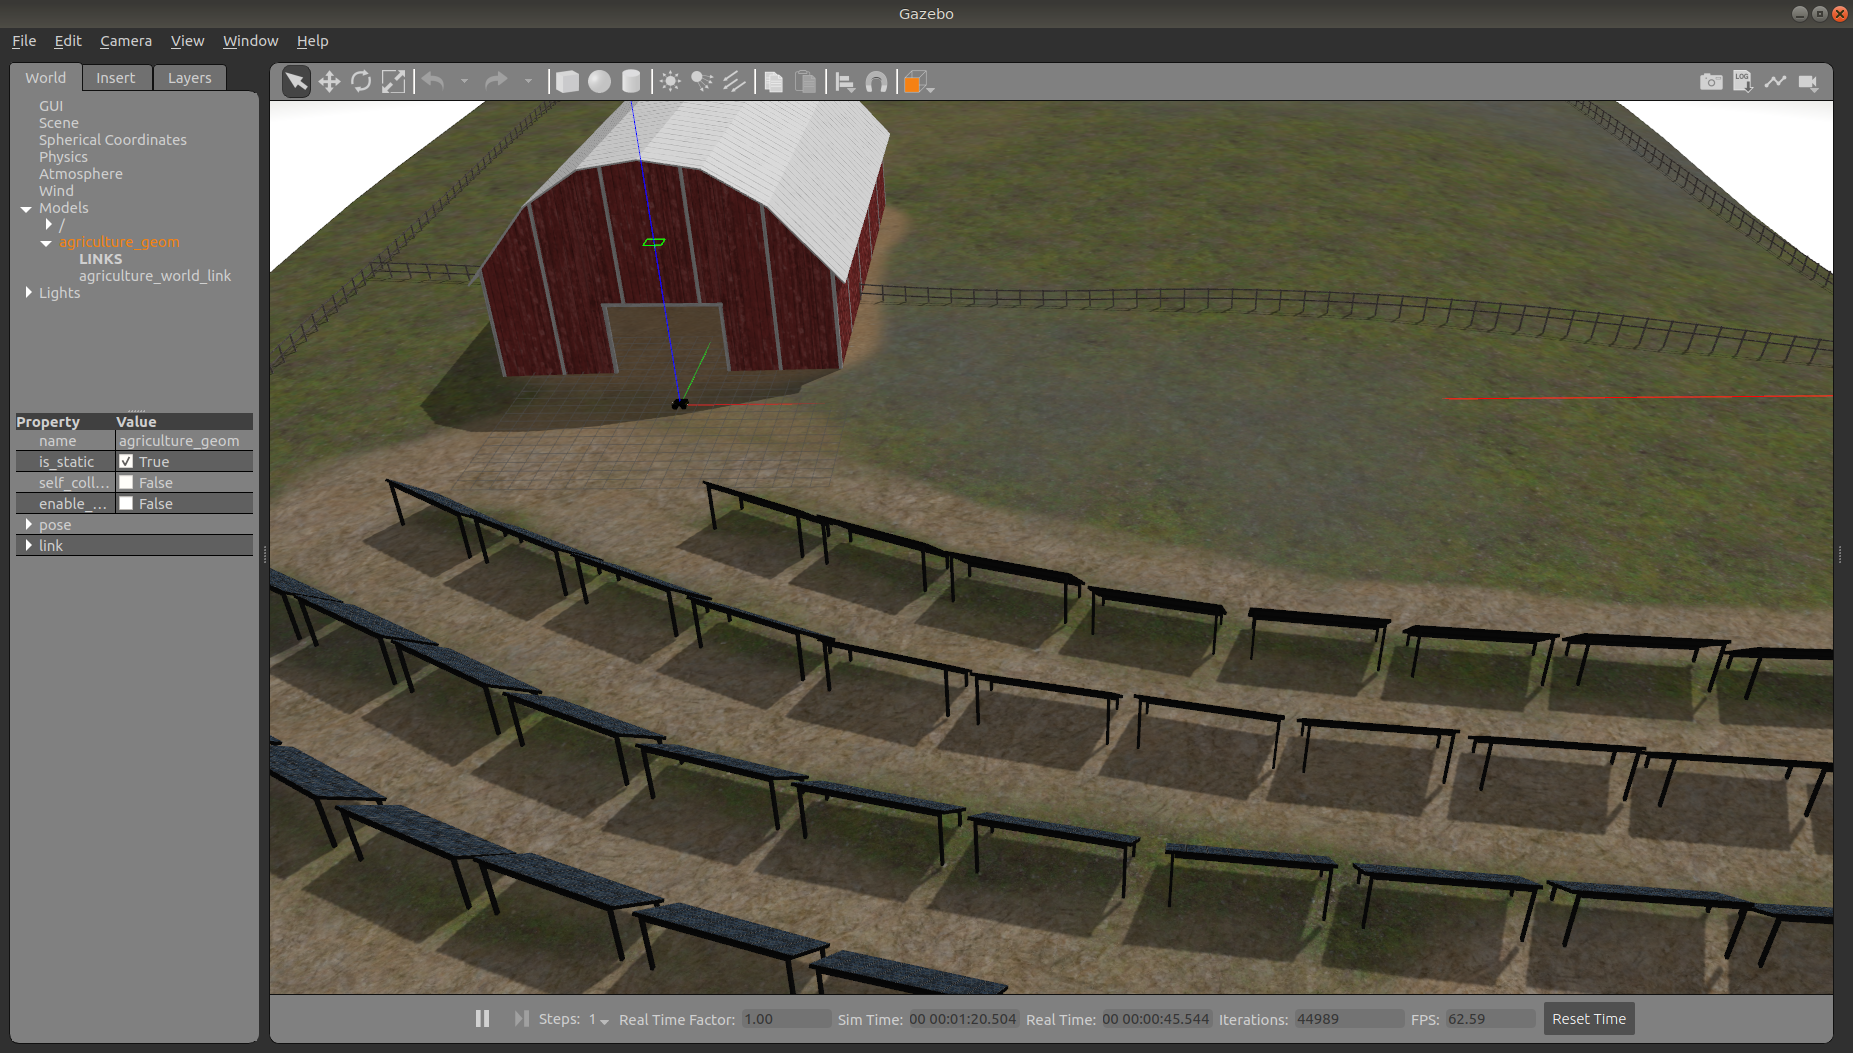 Gazebo
File Edit Camera View Window Help
World Insert Layers
LOG
GUI
Scene
Spherical Coordinates
Physics
Atmosphere
Wind
Models
/
agriculture_geom
LINKS
agriculture_world_link
Lights
Property Value
name agriculture_geom
is_static True
self_coll... False
enable_... False
pose
link
Steps: 1 Real Time Factor: 1.00 Sim Time: 00 00:01:20.504 Real Time: 00 00:00:45.544 Iterations: 44989 FPS: 62.59 Reset Time